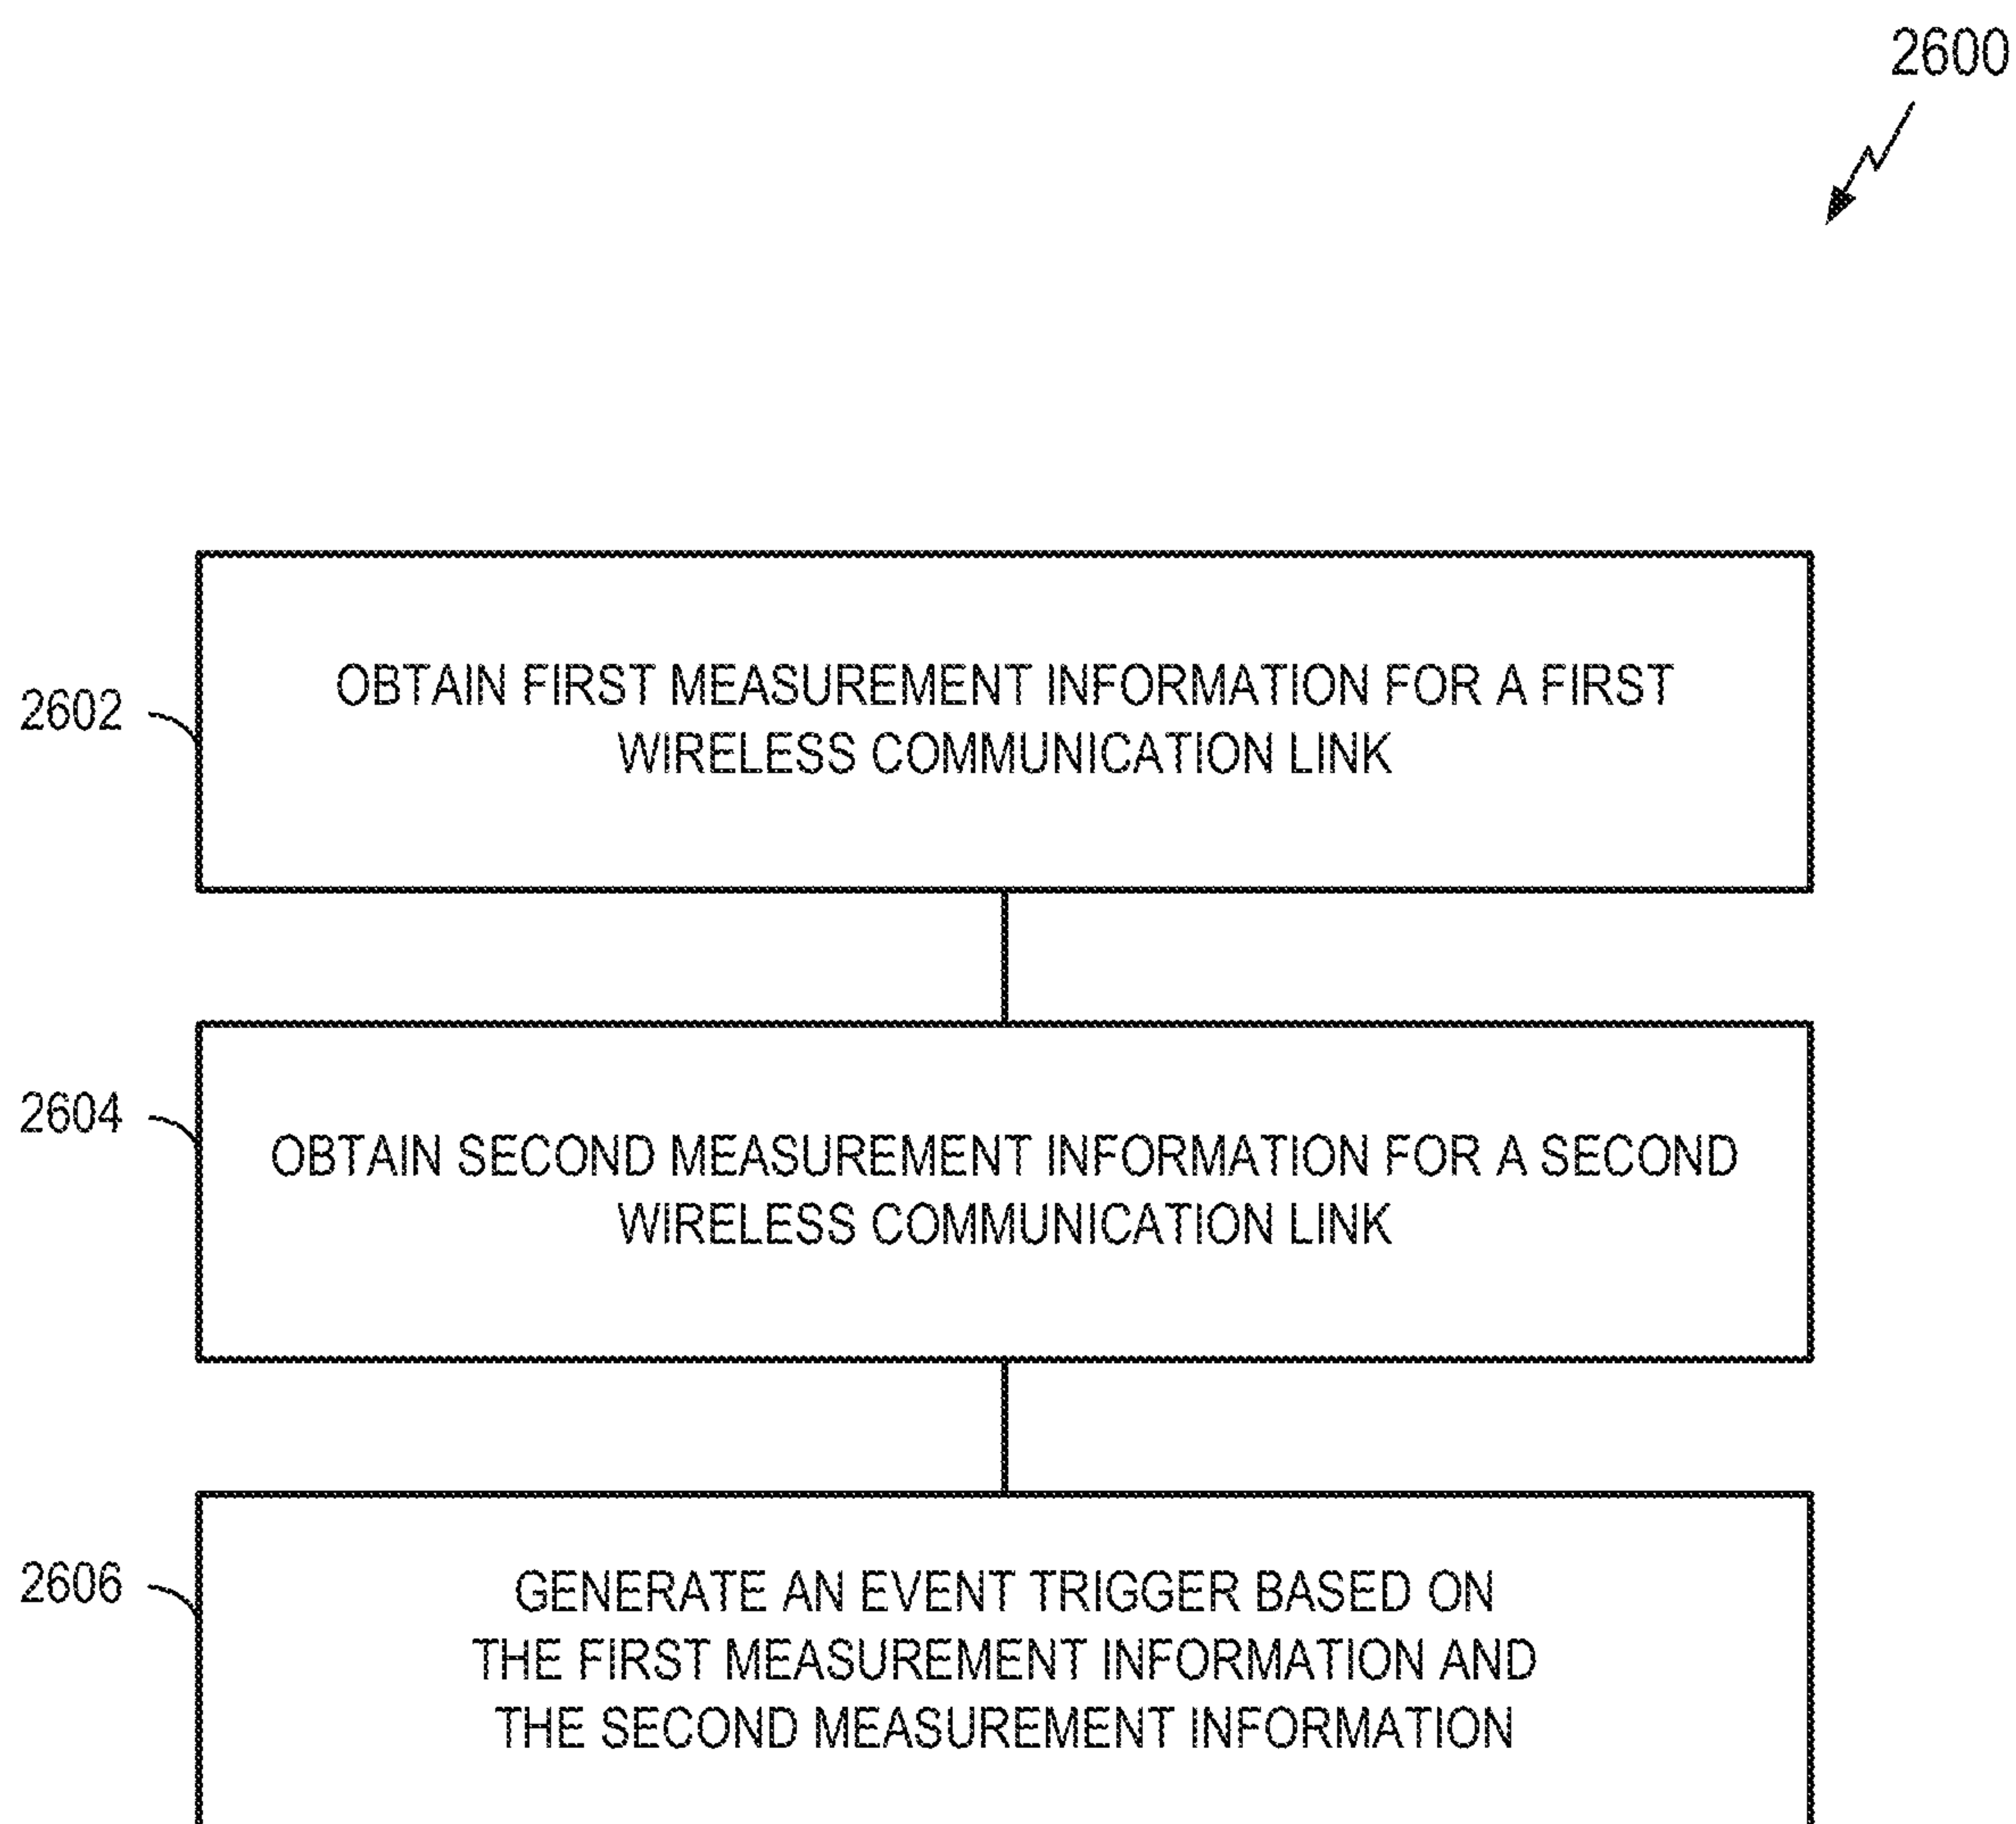 2600
2602
OBTAIN FIRST MEASUREMENT INFORMATION FOR A FIRST
WIRELESS COMMUNICATION LINK
2604
OBTAIN SECOND MEASUREMENT INFORMATION FOR A SECOND
WIRELESS COMMUNICATION LINK
2606
GENERATE AN EVENT TRIGGER BASED ON
THE FIRST MEASUREMENT INFORMATION AND
THE SECOND MEASUREMENT INFORMATION